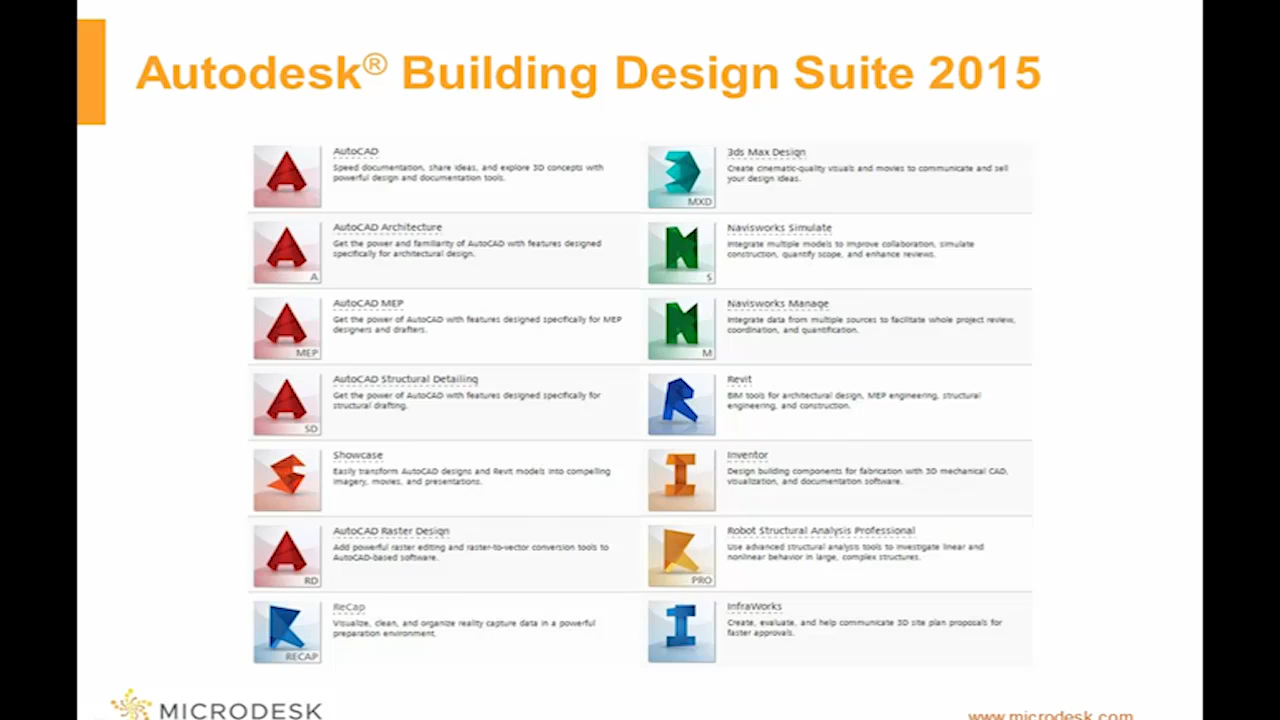 Autodesk® Building Design Suite 2015
AutoCAD
Speed documentation, share ideas, and explore 3D concepts with
powerful design and documentation tools.
A
AutoCAD Architecture
Get the power and familiarity of AutoCAD with features designed
specifically for architectural design.
MEP
AutoCAD MEP
Get the power of AutoCAD with features designed specifically for MEP
designers and drafters.
SD
AutoCAD Structural Detailing
Get the power of AutoCAD with features designed specifically for
structural drafting.
Showcase
Easily transform AutoCAD designs and Revit models into compelling
imagery, movies, and presentations.
RD
AutoCAD Raster Design
Add powerful raster editing and raster-to-vector conversion tools to
AutoCAD-based software.
RECAP
ReCap
Visualize, clean, and organize reality capture data in a powerful
preparation environment.
MXD
3ds Max Design
Create cinematic-quality visuals and movies to communicate and sell
your design ideas.
S
Navisworks Simulate
Integrate multiple models to improve collaboration, simulate
construction, quantify scope, and enhance reviews.
M
Navisworks Manage
Integrate data from multiple sources to facilitate whole project review,
coordination, and quantification.
Revit
BIM tools for architectural design, MEP engineering, structural
engineering, and construction.
Inventor
Design building components for fabrication with 3D mechanical CAD,
visualization, and documentation software.
PRO
Robot Structural Analysis Professional
Use advanced structural analysis tools to investigate linear and
nonlinear behavior in large, complex structures.
InfraWorks
Create, evaluate, and help communicate 3D site plan proposals for
faster approvals.
MICRODESK
www.microdesk.com